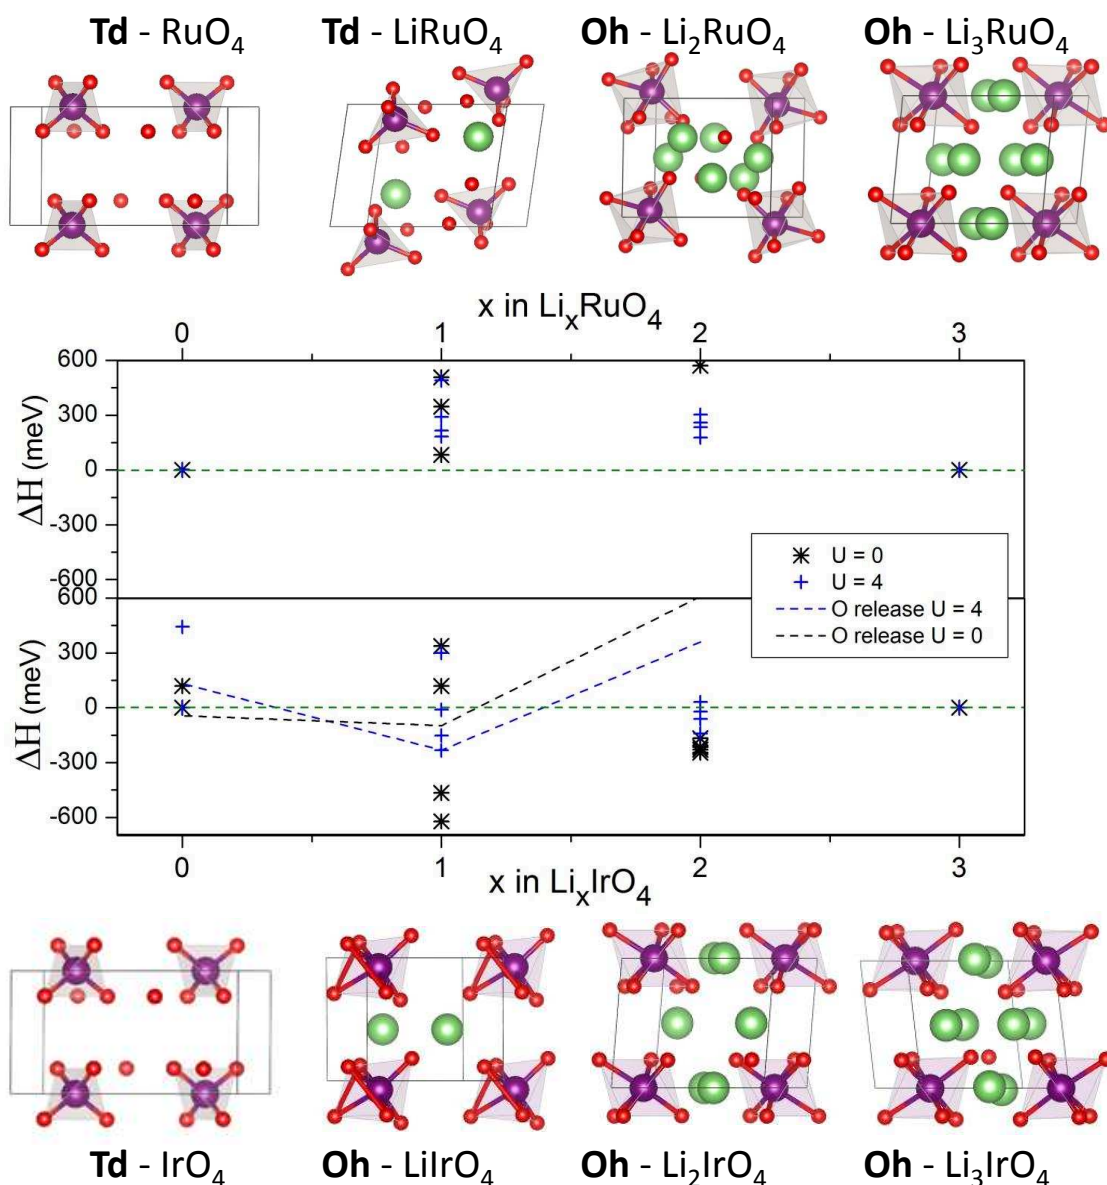 Td - RuO₄ Td - LiRuO₄ Oh - Li₂RuO₄ Oh - Li₃RuO₄
x in LiₓRuO₄
0 1 2 3
600
300
0
-300
-600
ΔH (meV)
U = 0
U = 4
O release U = 4
O release U = 0
600
300
0
-300
-600
ΔH (meV)
0 1 2 3
x in LiₓIrO₄
Td - IrO₄ Oh - LiIrO₄ Oh - Li₂IrO₄ Oh - Li₃IrO₄